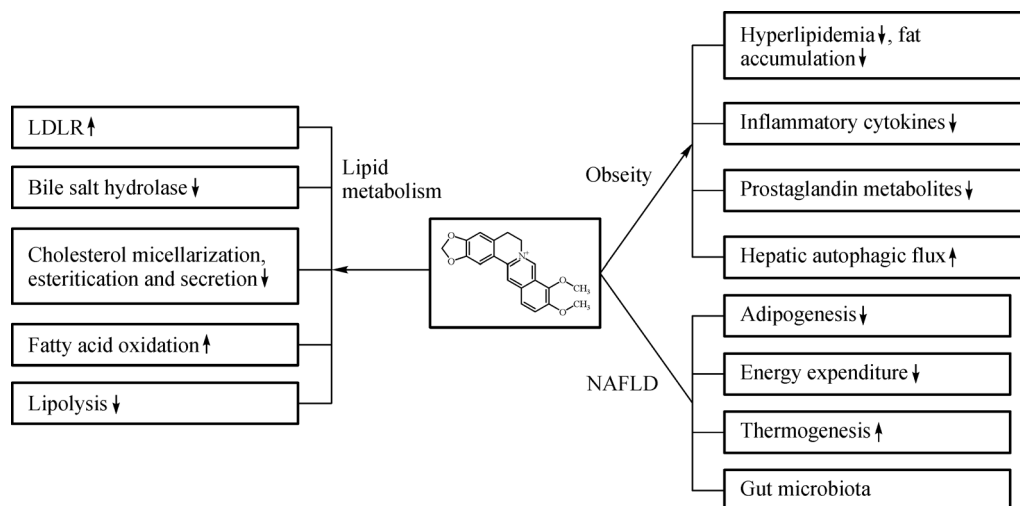 LDLR↑
Bile salt hydrolase↓
Cholesterol micellarization,
esteritication and secretion↓
Fatty acid oxidation↑
Lipolysis↓
Lipid
metabolism
O
O
N+
O
CH3
O
CH3
Obseity
NAFLD
Hyperlipidemia↓, fat
accumulation↓
Inflammatory cytokines↓
Prostaglandin metabolites↓
Hepatic autophagic flux↑
Adipogenesis↓
Energy expenditure↓
Thermogenesis↑
Gut microbiota